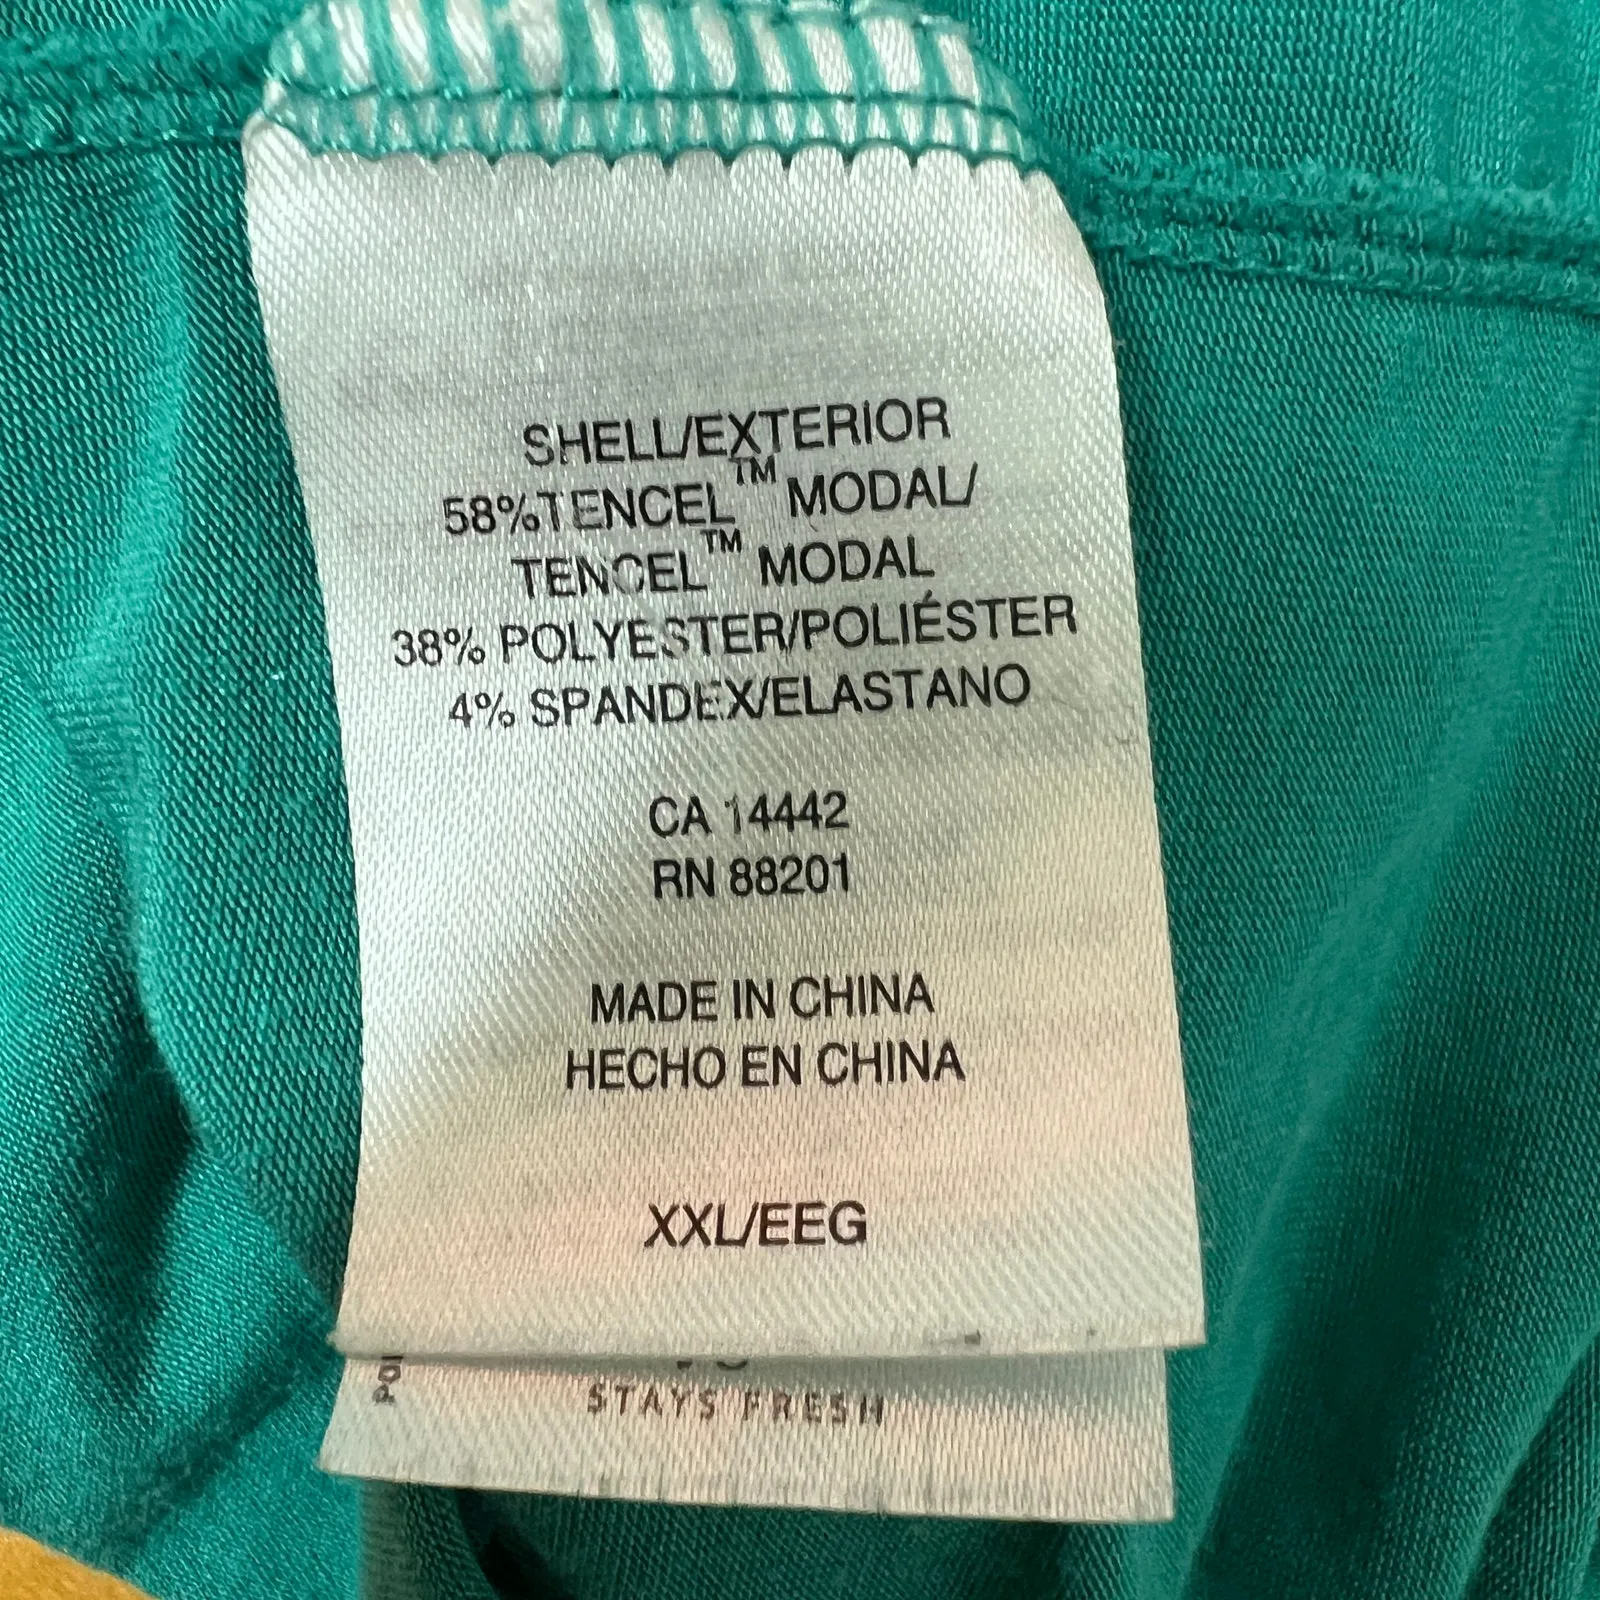 SHELL/EXTERIOR
58%TENCEL™ MODAL/
TENCEL™ MODAL
38% POLYESTER/POLIÉSTER
4% SPANDEX/ELASTANO
CA 14442
RN 88201
MADE IN CHINA
HECHO EN CHINA
XXL/EEG
STAYS FRESH